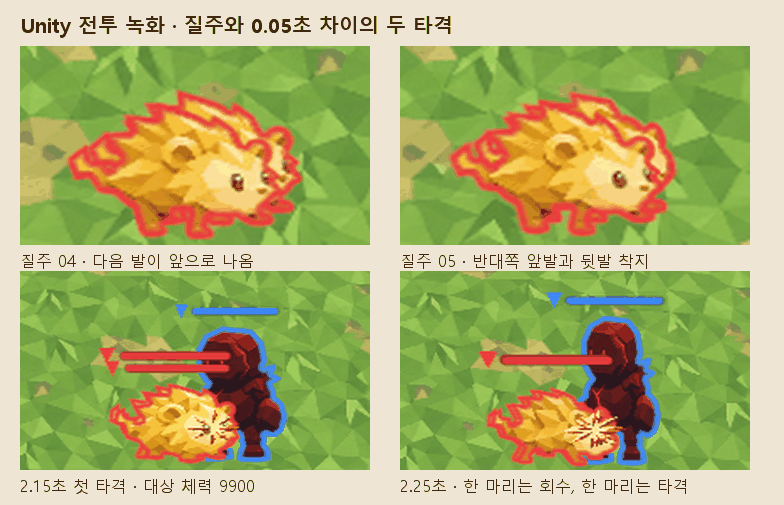 Unity 전투 녹화 · 질주와 0.05초 차이의 두 타격
질주 04 · 다음 발이 앞으로 나옴
질주 05 · 반대쪽 앞발과 뒷발 착지
2.15초 첫 타격 · 대상 체력 9900
2.25초 · 한 마리는 회수, 한 마리는 타격